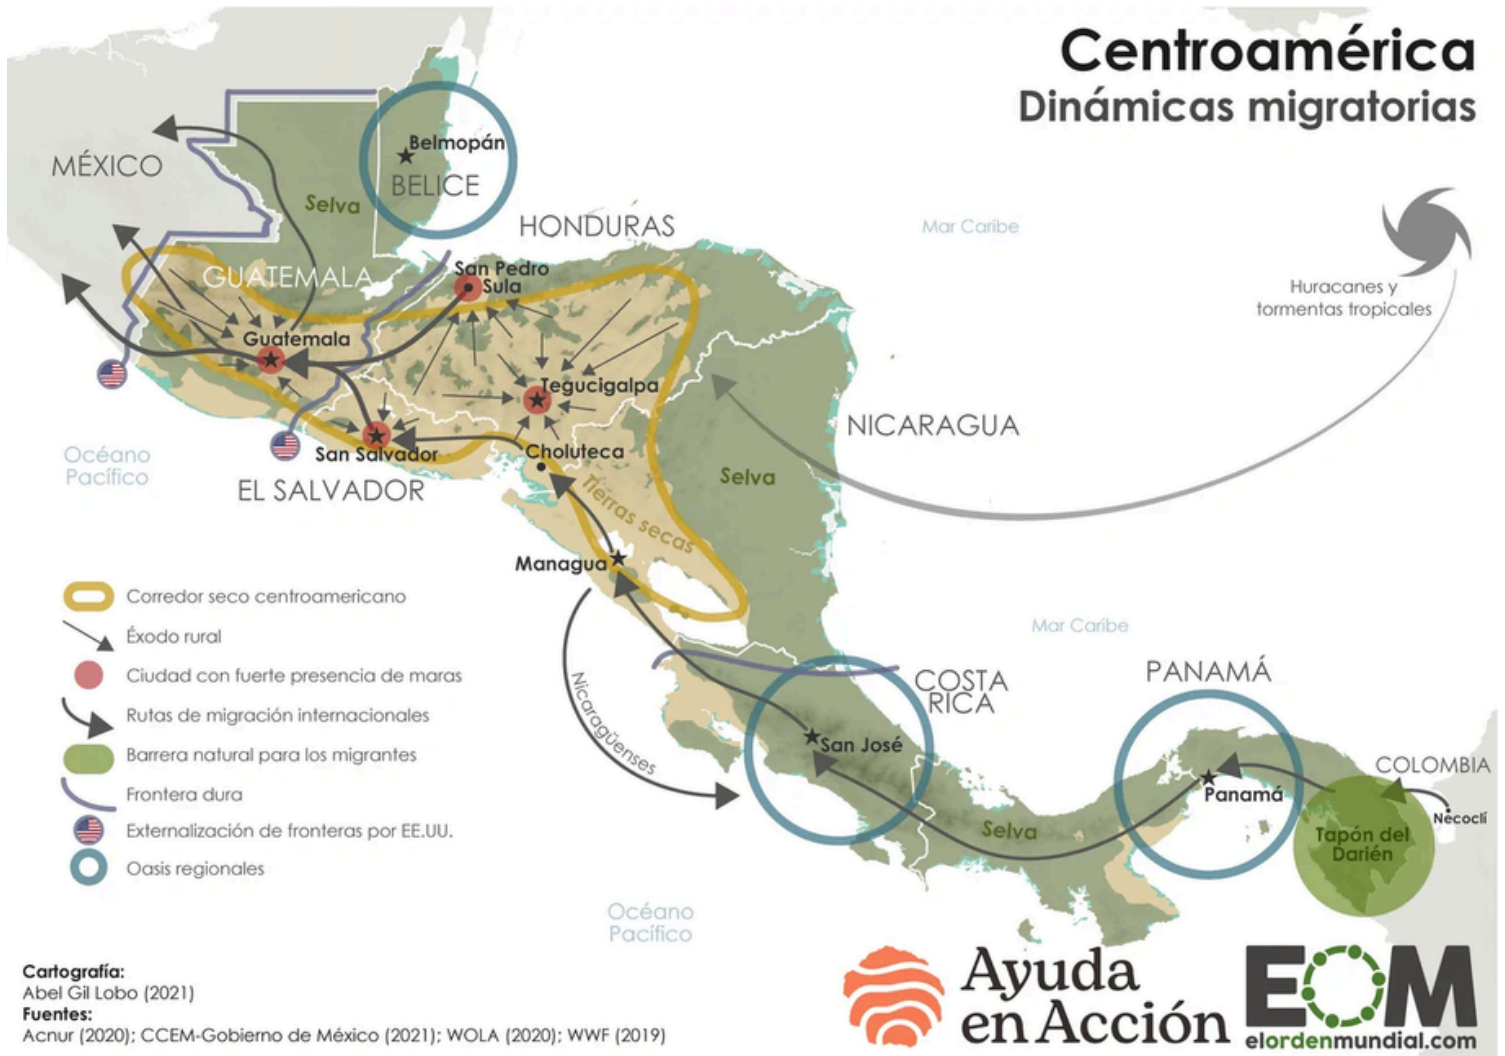 Centroamérica
Dinámicas migratorias
MÉXICO
Belmopán
BELICE
Selva
HONDURAS
Mar Caribe
GUATEMALA
San Pedro
Sula
Huracanes y
tormentas tropicales
Guatemala
Tegucigalpa
NICARAGUA
Océano
Pacífico
San Salvador
Choluteca
EL SALVADOR
Selva
Tierras secas
Managua
Corredor seco centroamericano
Éxodo rural
Ciudad con fuerte presencia de maras
Rutas de migración internacionales
Barrera natural para los migrantes
Frontera dura
Externalización de fronteras por EE.UU.
Oasis regionales
Nicaragüenses
Mar Caribe
COSTA
RICA
PANAMÁ
San José
COLOMBIA
Panamá
Necoclí
Selva
Tapón del
Darién
Océano
Pacífico
Cartografía:
Abel Gil Lobo (2021)
Fuentes:
Acnur (2020); CCEM-Gobierno de México (2021); WOLA (2020); WWF (2019)
Ayuda
en Acción
EOM
elordenmundial.com